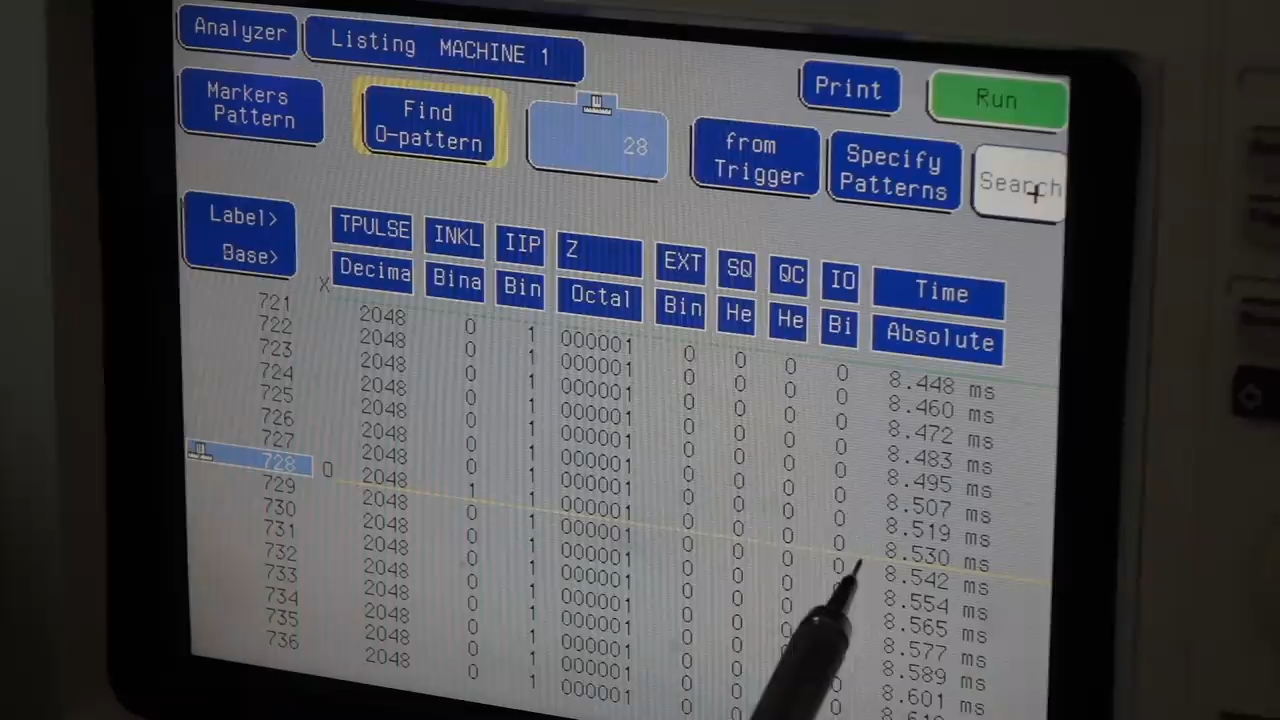 Analyzer
Listing MACHINE 1
Print
Run
Markers Pattern
Find O-pattern
28
from Trigger
Specify Patterns
Search
Label> TPULSE INKL IIP Z EXT SQ QC IO Time
Base> Decima Bina Bin Octal Bin He He Bi Absolute
721 X 2048 0 1 000001 0 0 0 0 8.448 ms
722 2048 0 1 000001 0 0 0 0 8.460 ms
723 2048 0 1 000001 0 0 0 0 8.472 ms
724 2048 0 1 000001 0 0 0 0 8.483 ms
725 2048 0 1 000001 0 0 0 0 8.495 ms
726 2048 0 1 000001 0 0 0 0 8.507 ms
727 2048 0 1 000001 0 0 0 0 8.519 ms
728 O 2048 1 1 000001 0 0 0 0 8.530 ms
729 2048 0 1 000001 0 0 0 0 8.542 ms
730 2048 0 1 000001 0 0 0 8.554 ms
731 2048 0 1 000001 0 0 0 8.565 ms
732 2048 0 1 000001 0 0 0 8.577 ms
733 2048 0 1 000001 0 0 8.589 ms
734 2048 0 1 000001 0 0 0 8.601 ms
735 2048 0 1 000001 0 0 0 ms
736 2048 0 1 000001 0